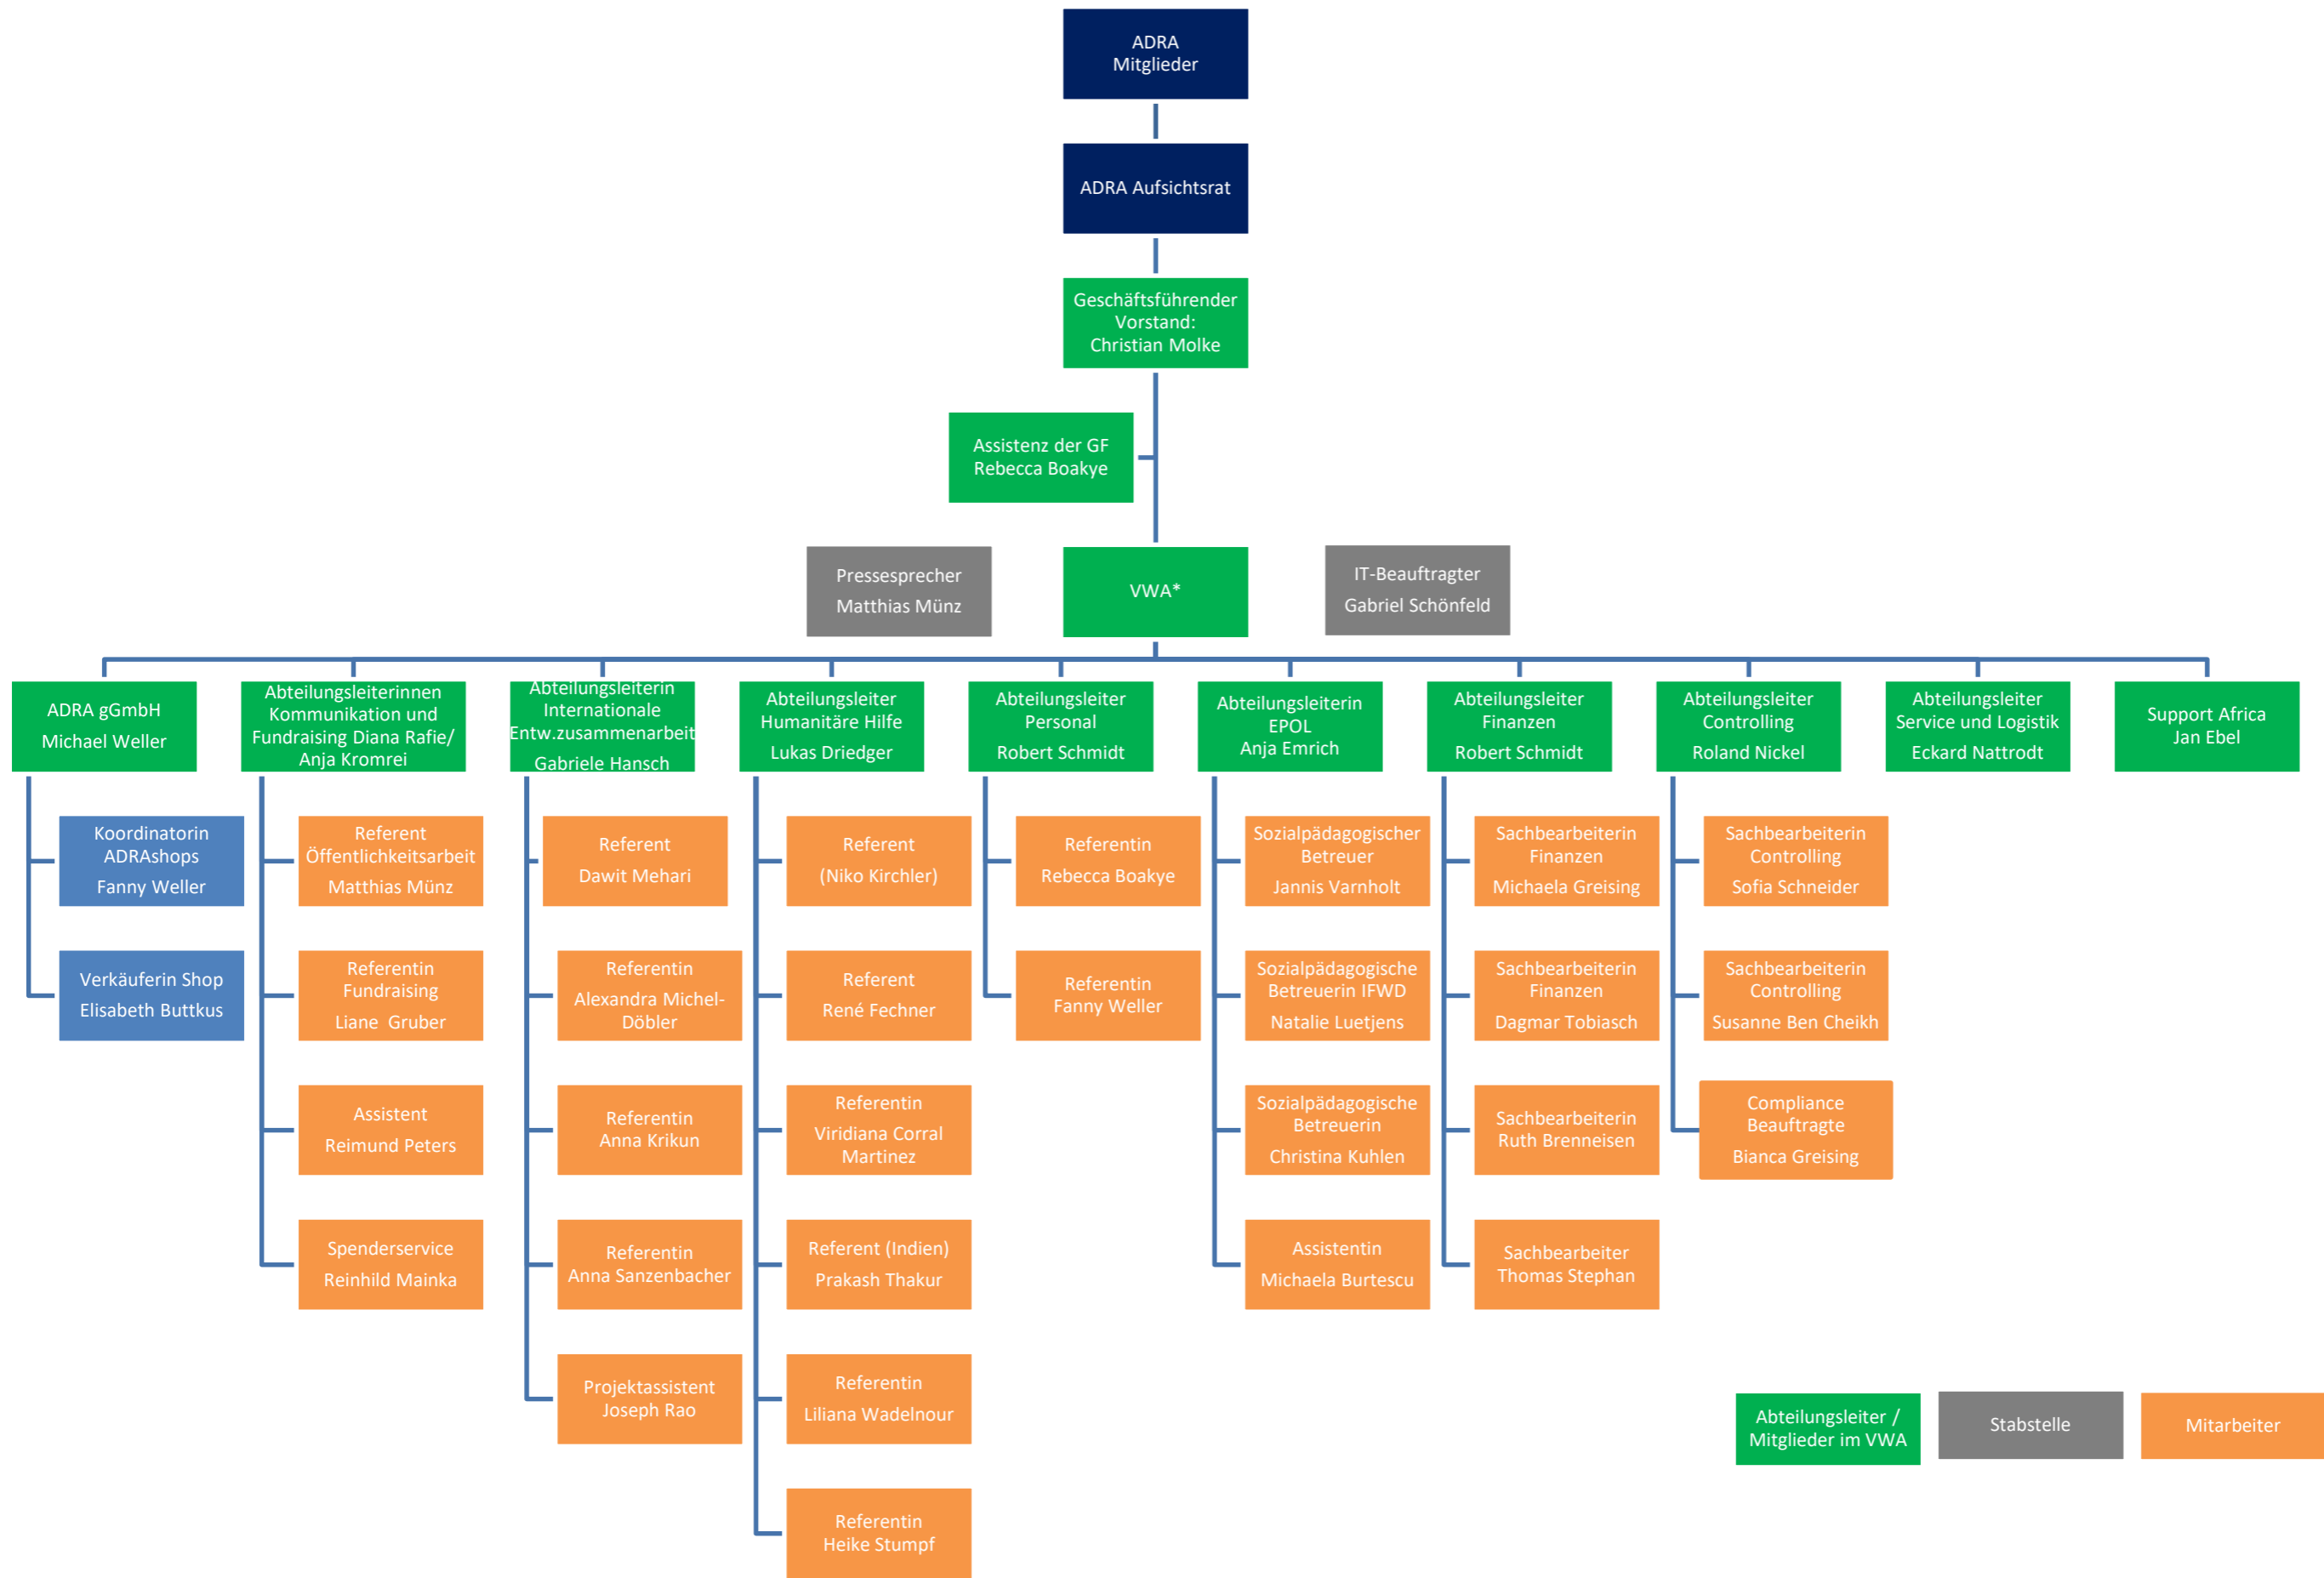 ADRA
Mitglieder
ADRA Aufsichtsrat
Geschäftsführender
Vorstand:
Christian Molke
Assistenz der GF
Rebecca Boakye
Pressesprecher
Matthias Münz
VWA*
IT-Beauftragter
Gabriel Schönfeld
ADRA gGmbH
Michael Weller
Abteilungsleiterinnen
Kommunikation und
Fundraising Diana Rafie/
Anja Kromrei
Abteilungsleiterin
Internationale
Entw.zusammenarbeit
Gabriele Hansch
Abteilungsleiter
Humanitäre Hilfe
Lukas Driedger
Abteilungsleiter
Personal
Robert Schmidt
Abteilungsleiterin
EPOL
Anja Emrich
Abteilungsleiter
Finanzen
Robert Schmidt
Abteilungsleiter
Controlling
Roland Nickel
Abteilungsleiter
Service und Logistik
Eckard Nattrodt
Support Africa
Jan Ebel
Koordinatorin
ADRAshops
Fanny Weller
Referent
Öffentlichkeitsarbeit
Matthias Münz
Referent
Dawit Mehari
Referent
(Niko Kirchler)
Referentin
Rebecca Boakye
Sozialpädagogischer
Betreuer
Jannis Varnholt
Sachbearbeiterin
Finanzen
Michaela Greising
Sachbearbeiterin
Controlling
Sofia Schneider
Verkäuferin Shop
Elisabeth Buttkus
Referentin
Fundraising
Liane Gruber
Referentin
Alexandra Michel-
Döbler
Referent
René Fechner
Referentin
Fanny Weller
Sozialpädagogische
Betreuerin IFWD
Natalie Luetjens
Sachbearbeiterin
Finanzen
Dagmar Tobiasch
Sachbearbeiterin
Controlling
Susanne Ben Cheikh
Assistent
Reimund Peters
Referentin
Anna Krikun
Referentin
Viridiana Corral
Martinez
Sozialpädagogische
Betreuerin
Christina Kuhlen
Sachbearbeiterin
Ruth Brenneisen
Compliance
Beauftragte
Bianca Greising
Spenderservice
Reinhild Mainka
Referentin
Anna Sanzenbacher
Referent (Indien)
Prakash Thakur
Assistentin
Michaela Burtescu
Sachbearbeiter
Thomas Stephan
Projektassistent
Joseph Rao
Referentin
Liliana Wadelnour
Referentin
Heike Stumpf
Abteilungsleiter /
Mitglieder im VWA
Stabstelle
Mitarbeiter